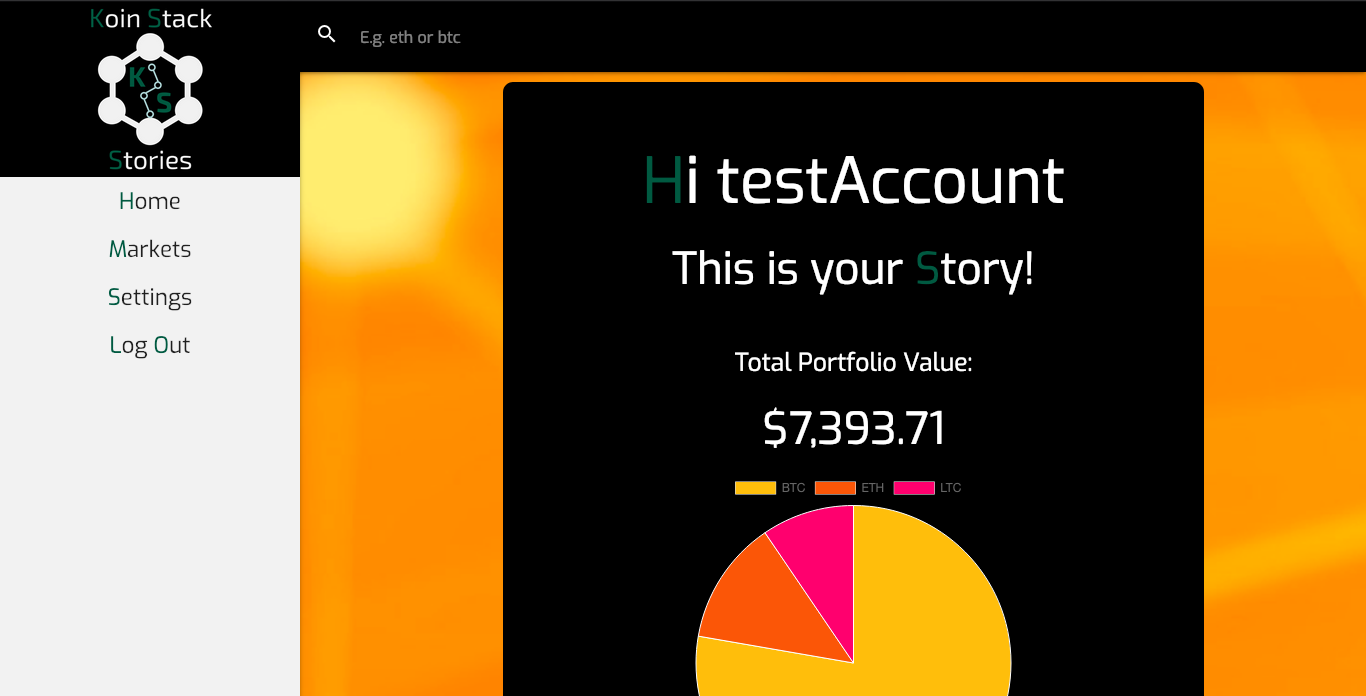 Koin Stack
K
S
Stories
Home
Markets
Settings
Log Out
E.g. eth or btc
Hi testAccount
This is your Story!
Total Portfolio Value:
$7,393.71
BTC ETH LTC